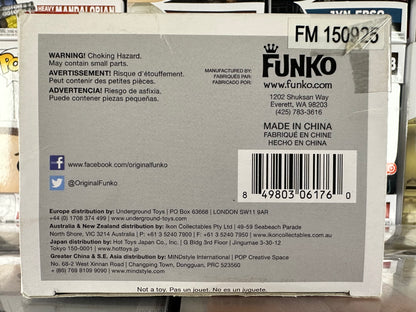 HEAVY MANDALORIAN
JYN ERSO
FM 150925
WARNING! Choking Hazard.
May contain small parts.
AVERTISSEMENT! Risque d'étouffement.
Peut contenir des petites pièces.
ADVERTENCIA! Riesgo de asfixia.
Puede contener piezas pequeñas.
MANUFACTURED BY:
FABRIQUÉ PAR:
FABRICADO POR:
FUNKO
www.funko.com
1202 Shuksan Way
Everett, WA 98203
(425) 783-3616
MADE IN CHINA
FABRIQUÉ EN CHINE
HECHO EN CHINA
www.facebook.com/originalfunko
@OriginalFunko
8 49803 06176 0
Europe distribution by: Underground Toys | PO Box 63668 | LONDON SW11 9AR
+44 (0) 1708 374 499 www.underground-toys.com
Australia & New Zealand distribution by: Ikon Collectables Pty Ltd | 49-59 Seabeach Parade
North Shore, VIC 3214 Australia | P: +61 3 5240 7800 | F: +61 3 5240 7950 | www.ikoncollectables.com.au
Japan distribution by: Hot Toys Japan Co., Inc. | G Bldg 3rd Floor | Jingumae 3-30-12
Tokyo 150-0001 | www.hottoys.jp
Greater China & S.E. Asia distribution by: MINDstyle International | POP Creative Space
No. 68-2 West Xinnan Road | Changping Town, Dongguan, PRC 523560
+ (86) 769 8109 9090 | www.mindstyle.com
Not a toy. Pas un jouet. No es un juguete.